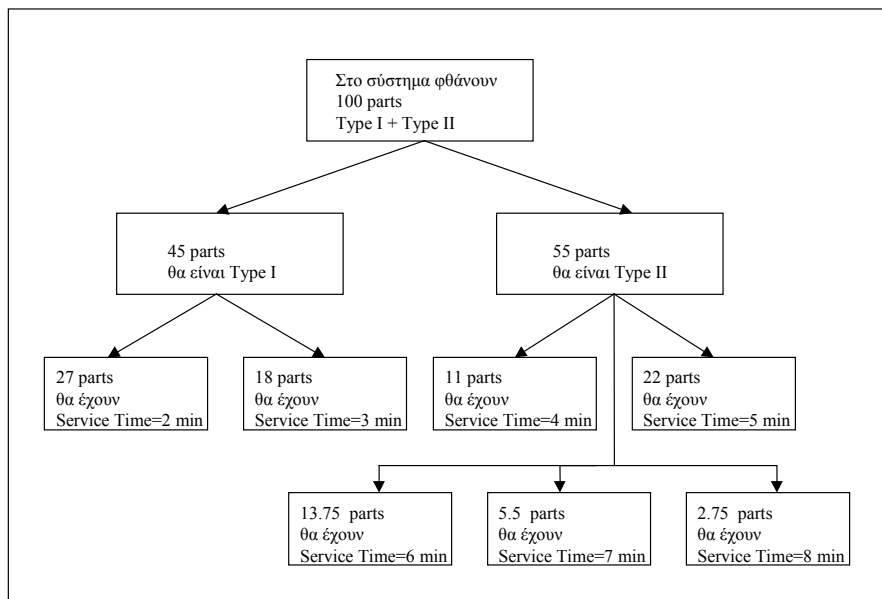 Στο σύστημα φθάνουν
100 parts
Type I + Type II
45 parts
θα είναι Type I
55 parts
θα είναι Type II
27 parts
θα έχουν
Service Time=2 min
18 parts
θα έχουν
Service Time=3 min
11 parts
θα έχουν
Service Time=4 min
22 parts
θα έχουν
Service Time=5 min
13.75 parts
θα έχουν
Service Time=6 min
5.5 parts
θα έχουν
Service Time=7 min
2.75 parts
θα έχουν
Service Time=8 min